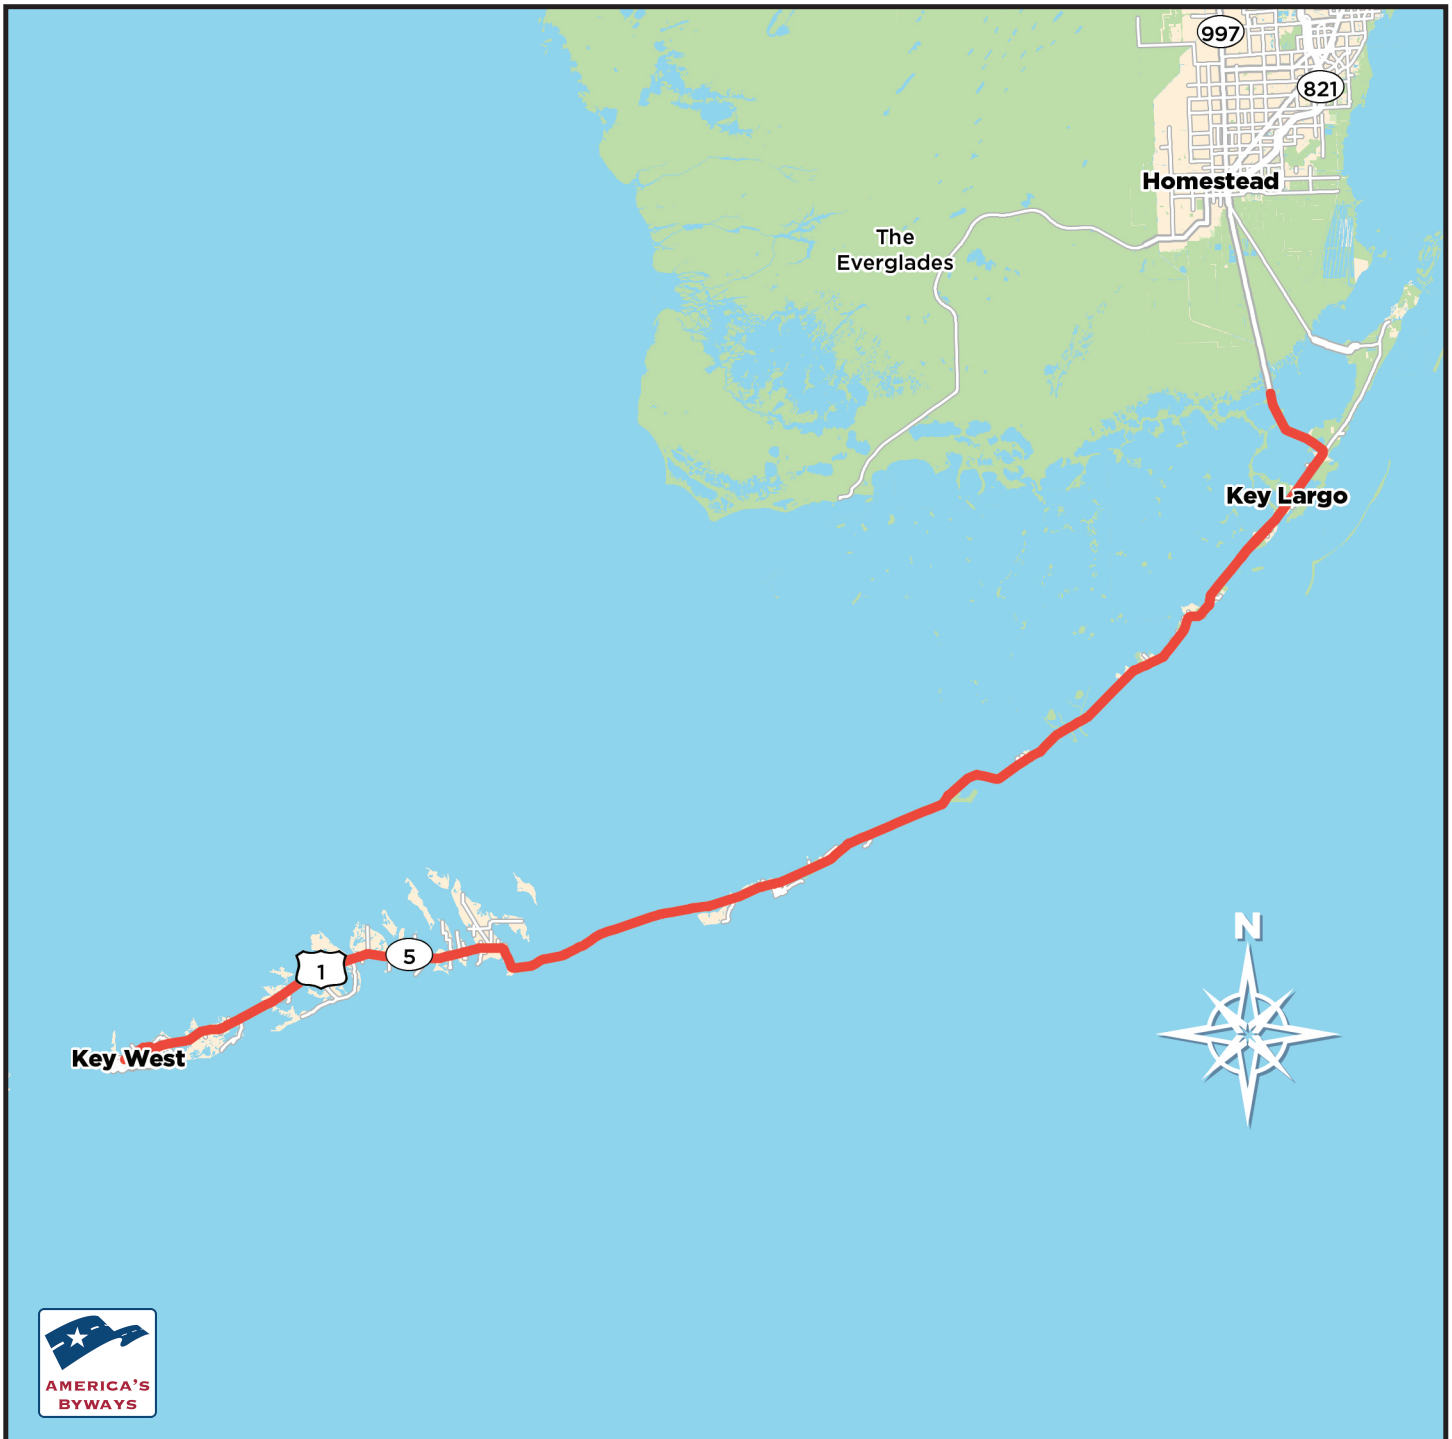 997
821
Homestead
The
Everglades
Key Largo
N
5
1
Key West
AMERICA'S
BYWAYS